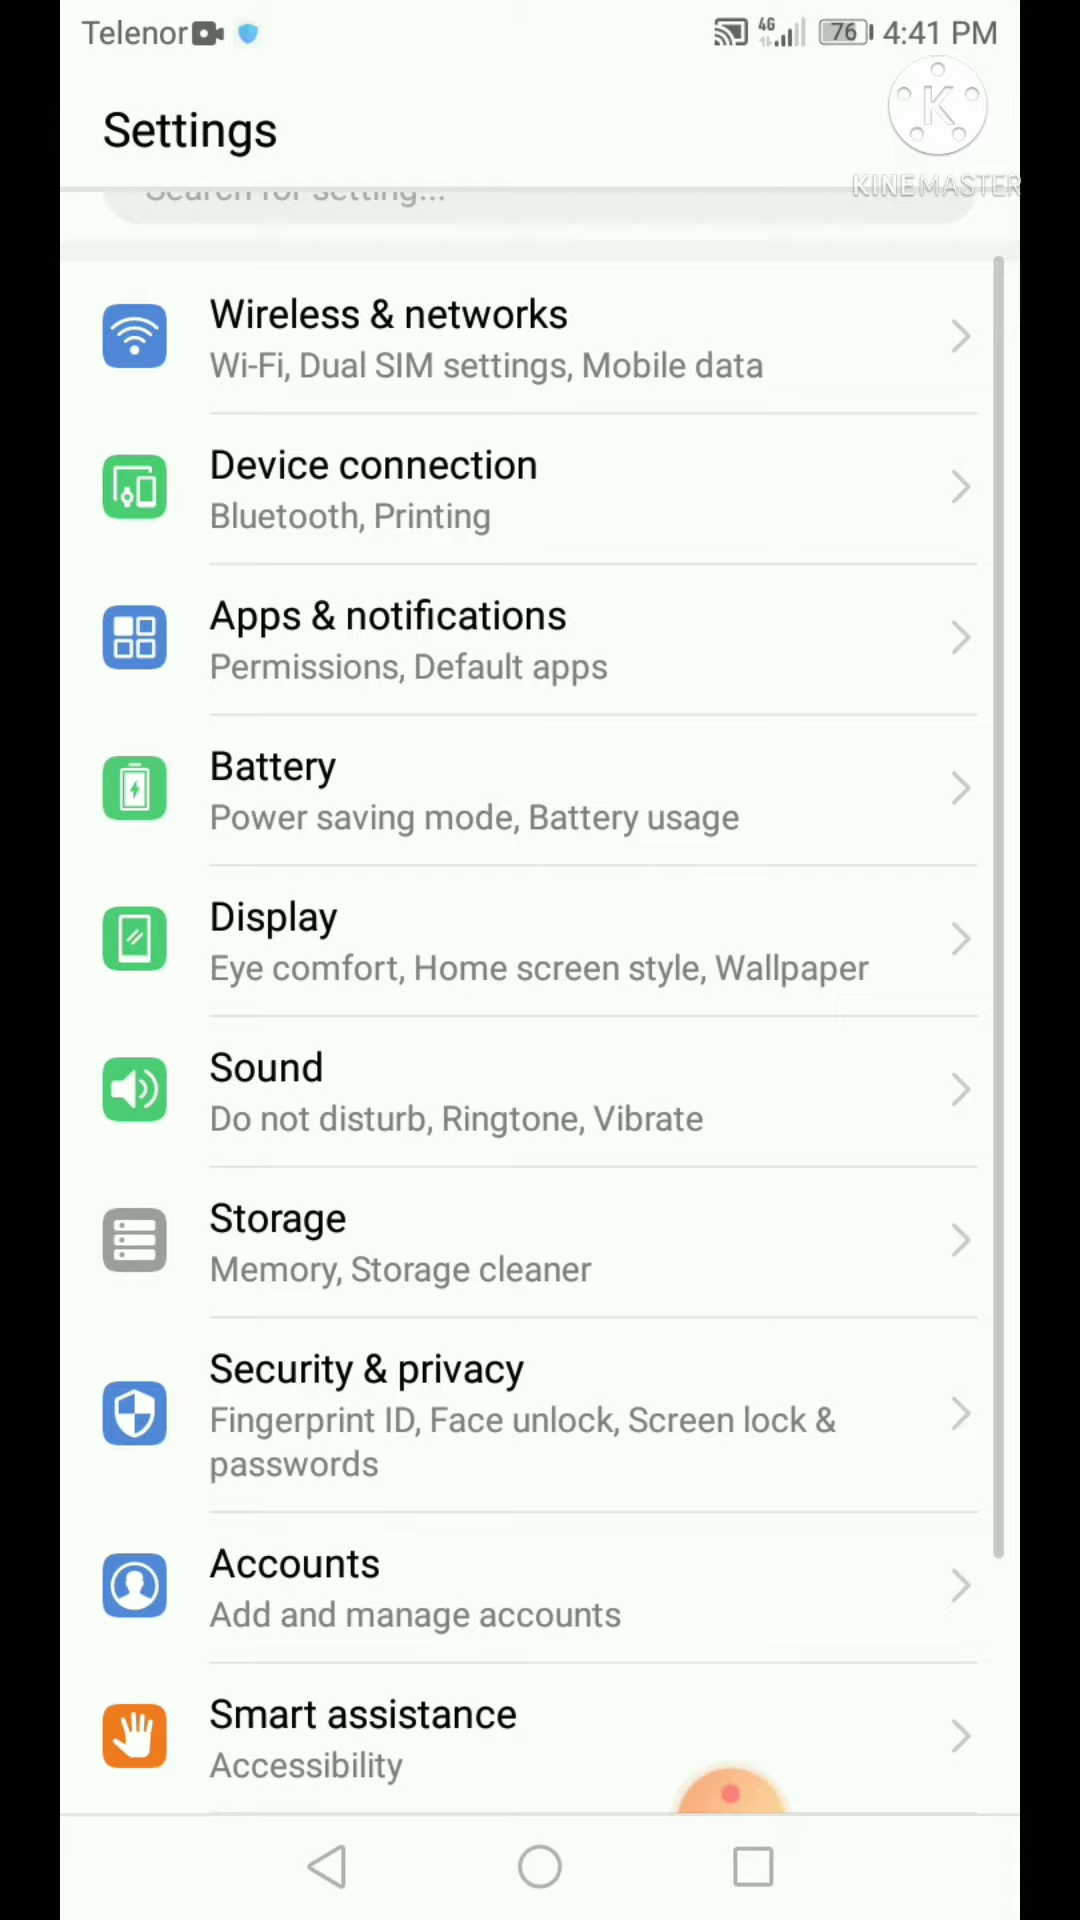 Telenor 4G 76 4:41 PM
Settings
K
KINEMASTER
Search for setting...
Wireless & networks
Wi-Fi, Dual SIM settings, Mobile data
Device connection
Bluetooth, Printing
Apps & notifications
Permissions, Default apps
Battery
Power saving mode, Battery usage
Display
Eye comfort, Home screen style, Wallpaper
Sound
Do not disturb, Ringtone, Vibrate
Storage
Memory, Storage cleaner
Security & privacy
Fingerprint ID, Face unlock, Screen lock &
passwords
Accounts
Add and manage accounts
Smart assistance
Accessibility